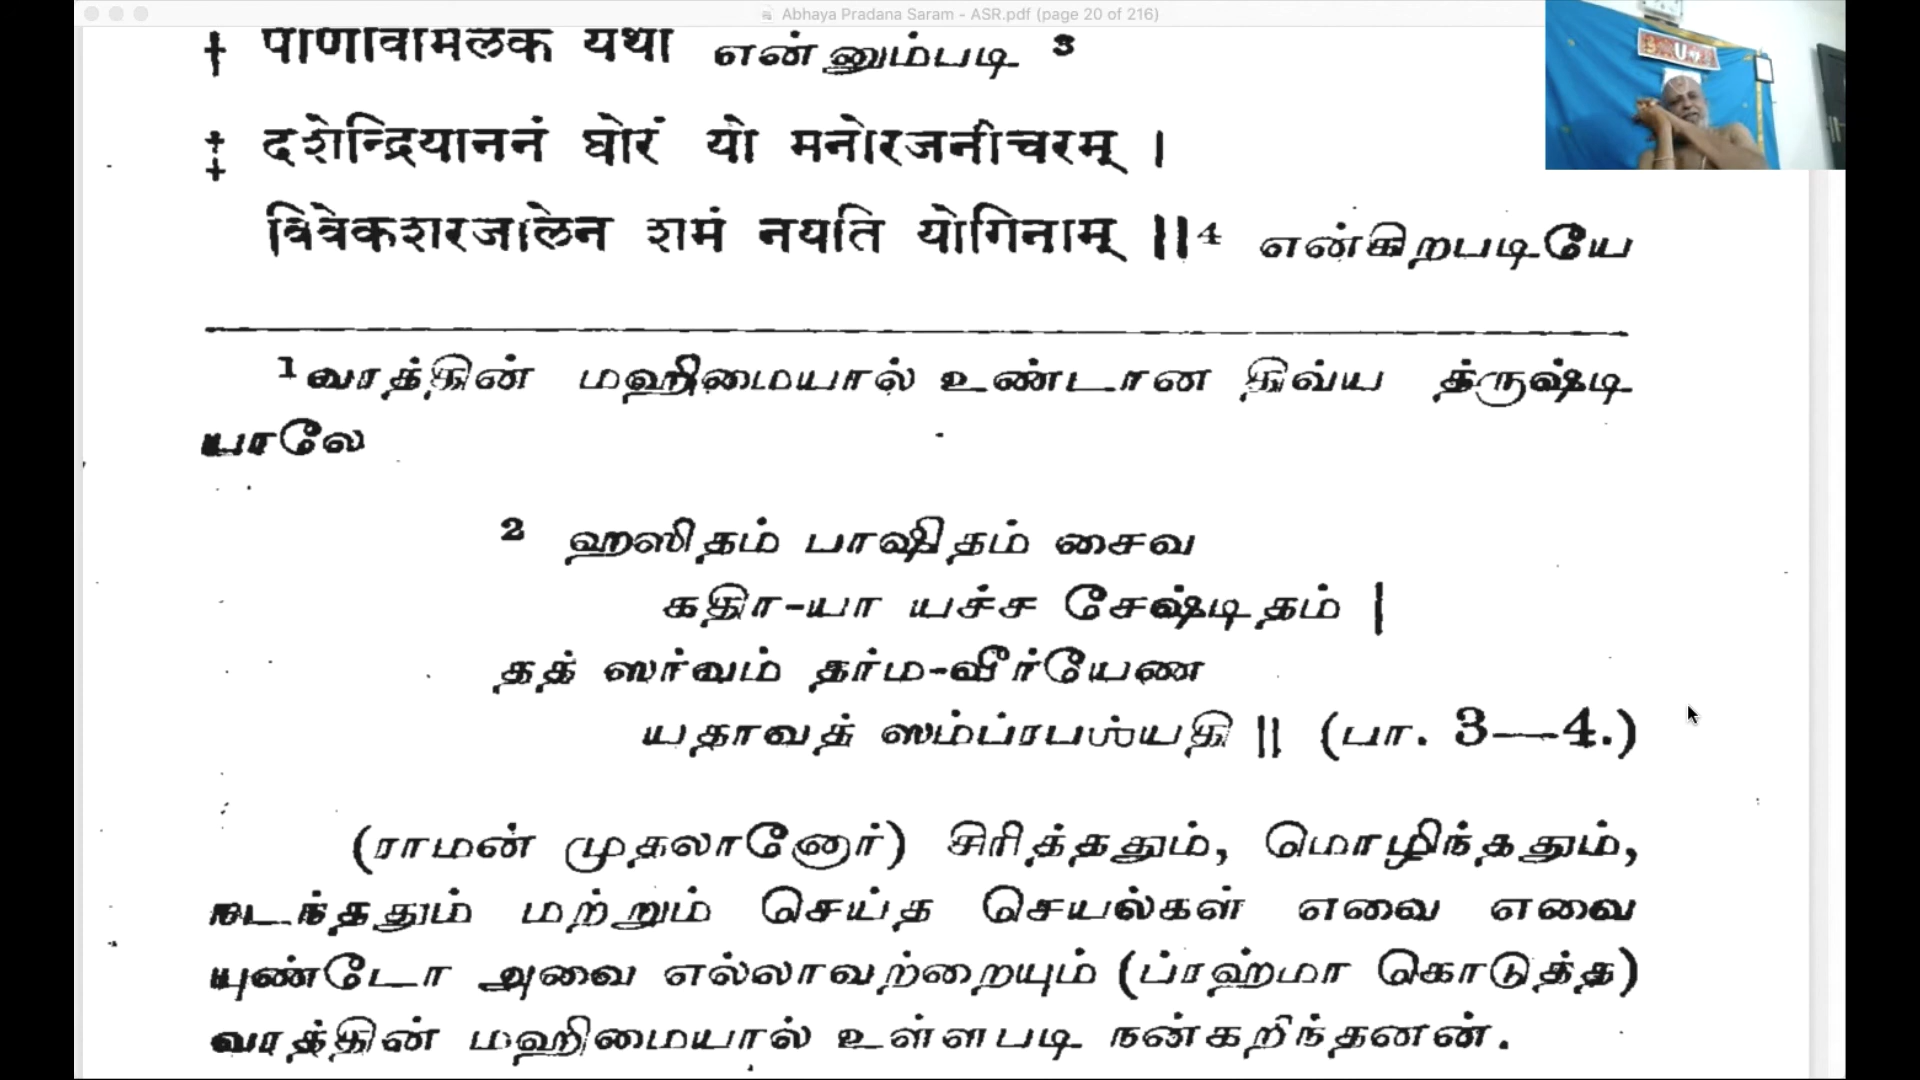 Abhaya Pradana Saram - ASR.pdf (page 20 of 216)
† पाणावामलकं यथा என்னும்படி 3
‡ दशेन्द्रियाननं घोरं यो मनोरजनीचरम् ।
विवेकशरजालेन शमं नयति योगिनाम् ||4 என்கிறபடியே
1 வரத்தின் மஹிமையால் உண்டான திவ்ய த்ருஷ்டி
யாலே
2 ஹஸிதம் பாஷிதம் சைவ
கதிர்-யா யச்ச சேஷ்டிதம் |
தத் ஸர்வம் தர்ம-வீர்யேண
யதாவத் ஸம்ப்ரபஶ்யதி || (பா. 3—4.)
(ராமன் முதலானோர்) சிரித்ததும், மொழிந்ததும்,
நடந்ததும் மற்றும் செய்த செயல்கள் எவை எவை
யுண்டோ அவை எல்லாவற்றையும் (ப்ரஹ்மா கொடுத்த)
வரத்தின் மஹிமையால் உள்ளபடி நன்கறிந்தனன்.